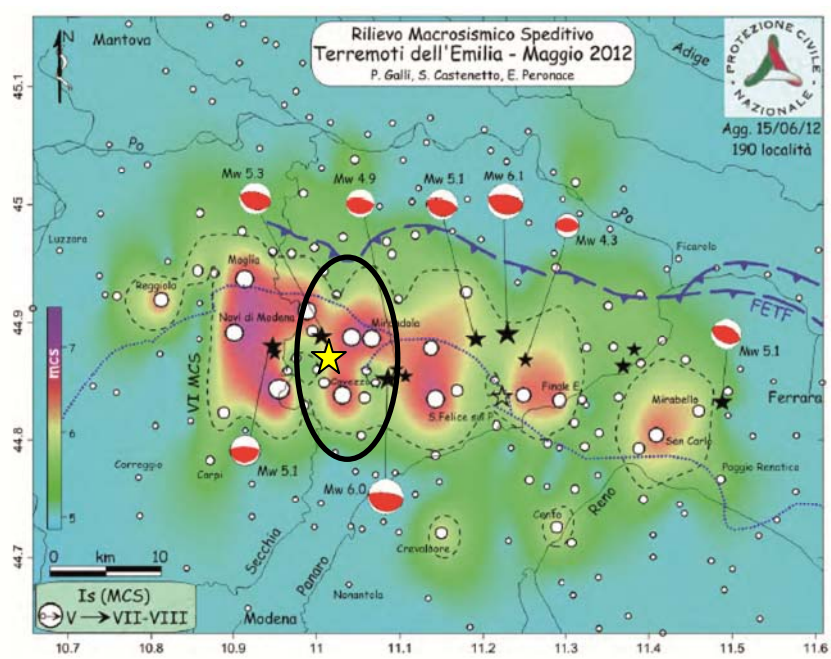 Rilievo Macrosismico Speditivo
Terremoti dell'Emilia - Maggio 2012
P. Galli, S. Castenetto, E. Peronace
PROTEZIONE CIVILE
NAZIONALE
Agg. 15/06/12
190 località
N
Mantova
Adige
Po
Mw 5.3
Mw 4.9
Mw 5.1
Mw 6.1
Mw 4.3
Po
Luzzara
Ficarolo
Moglia
Reggiolo
FETF
Novi di Modena
Mirandola
Mw 5.1
VI MCS
Cavezzo
Finale E.
Mirabello
Ferrara
S.Felice sul P.
San Carlo
Correggio
Carpi
Mw 5.1
Poggio Renatico
Mw 6.0
Reno
Cento
Crevalcore
Secchia
Panaro
Nonantola
Modena
mcs
7
6
5
0 km 10
Is (MCS)
V VII-VIII
45.1
45
44.9
44.8
44.7
10.7 10.8 10.9 11 11.1 11.2 11.3 11.4 11.5 11.6